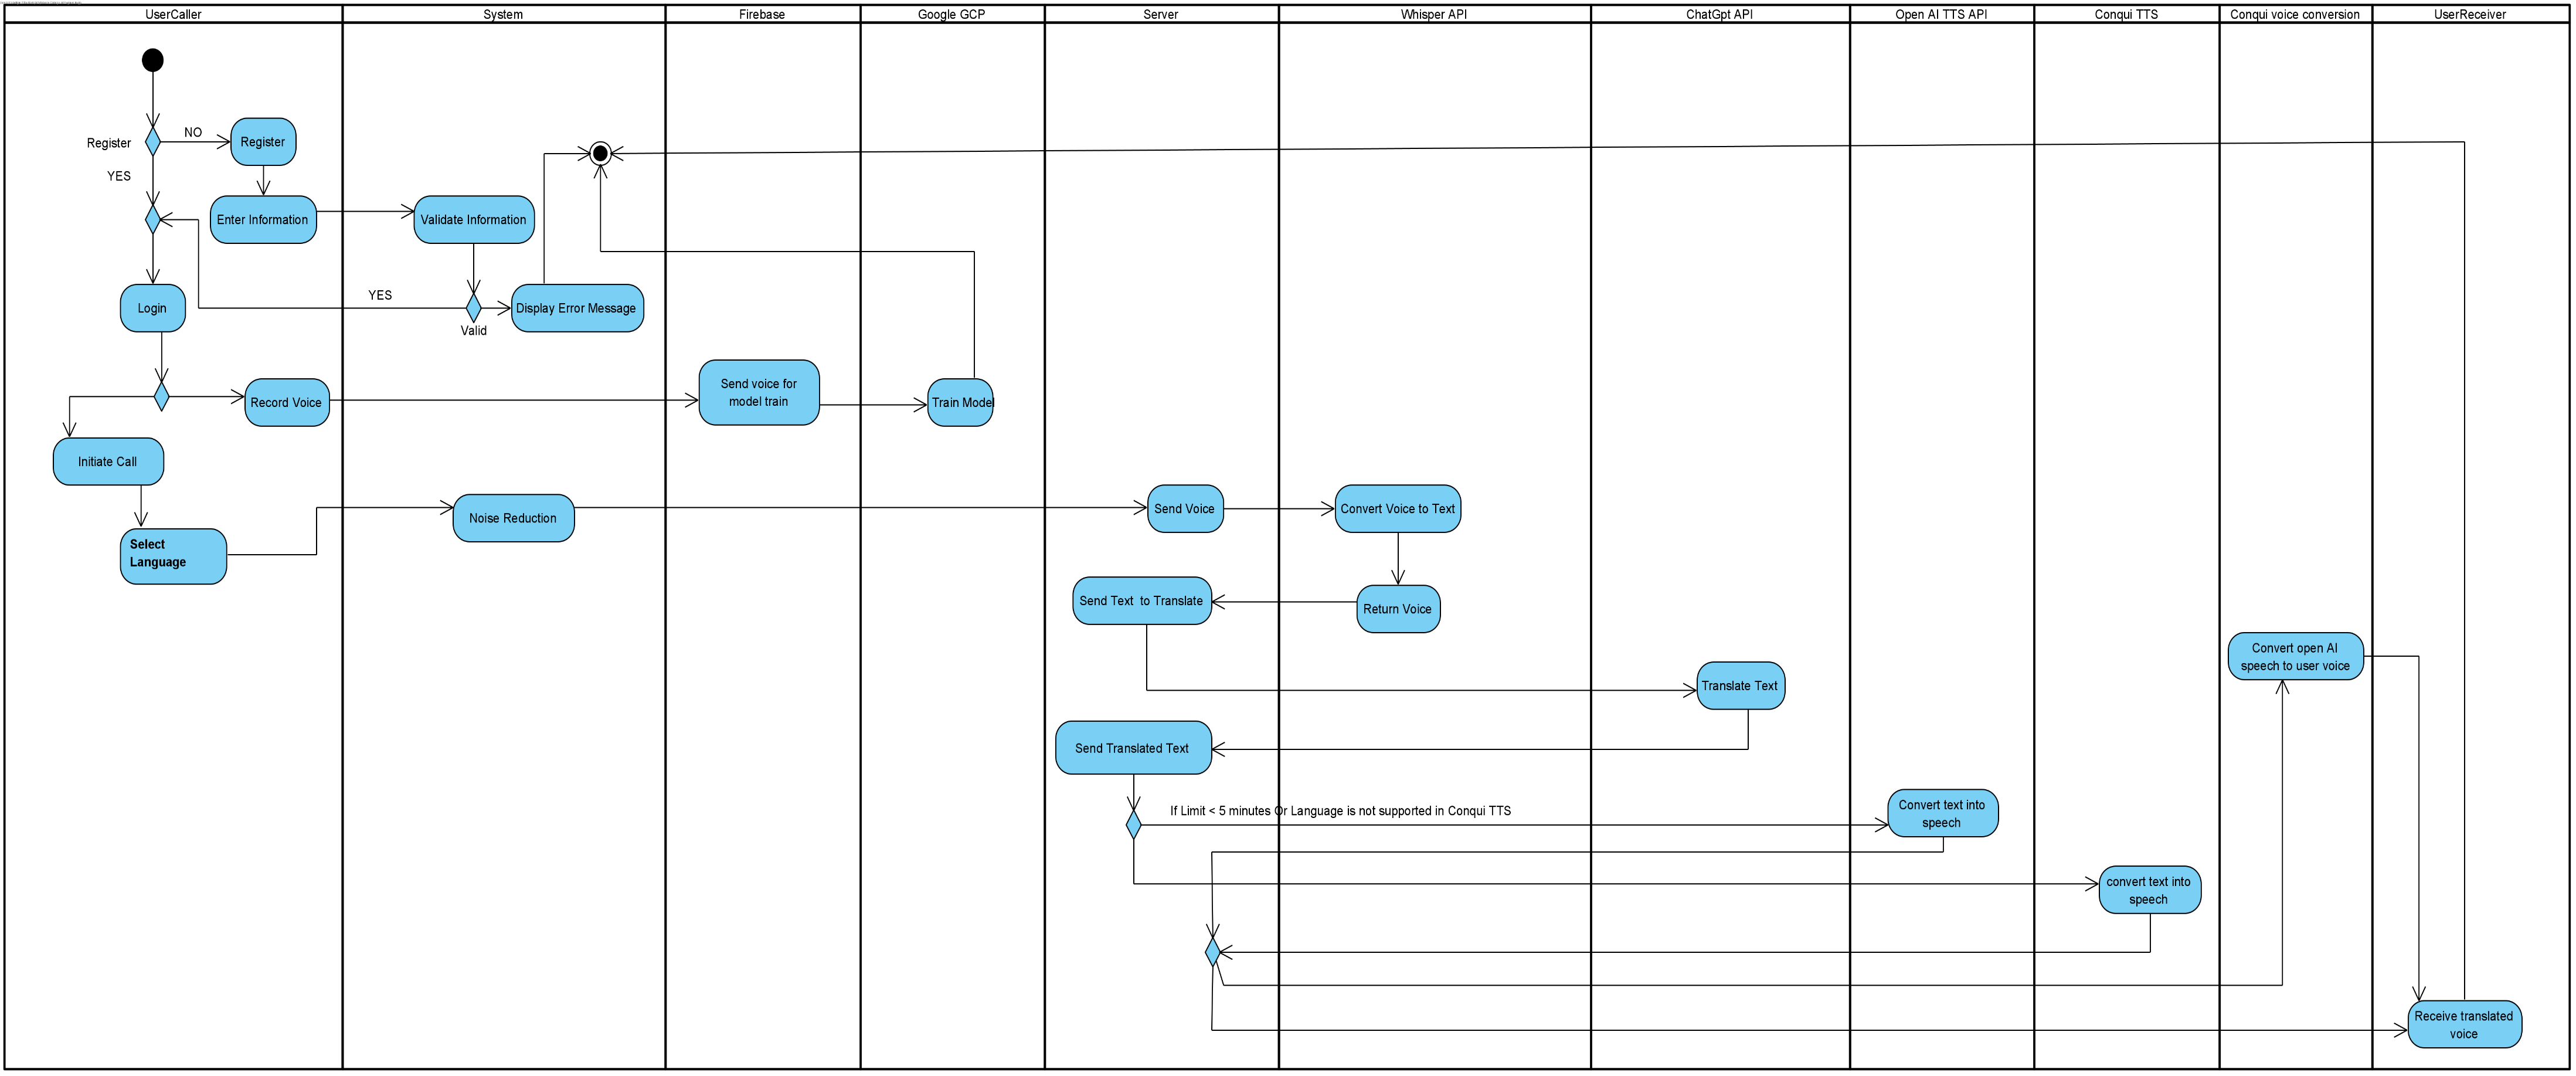 UserCaller
System
Firebase
Google GCP
Server
Whisper API
ChatGpt API
Open AI TTS API
Conqui TTS
Conqui voice conversion
UserReceiver
Register
NO
Register
YES
Enter Information
Validate Information
YES
Login
Display Error Message
Valid
Record Voice
Send voice for
model train
Train Model
Initiate Call
Select
Language
Noise Reduction
Send Voice
Convert Voice to Text
Send Text  to Translate
Return Voice
Convert open AI
speech to user voice
Translate Text
Send Translated Text
If Limit < 5 minutes Or Language is not supported in Conqui TTS
Convert text into
speech
convert text into
speech
Receive translated
voice